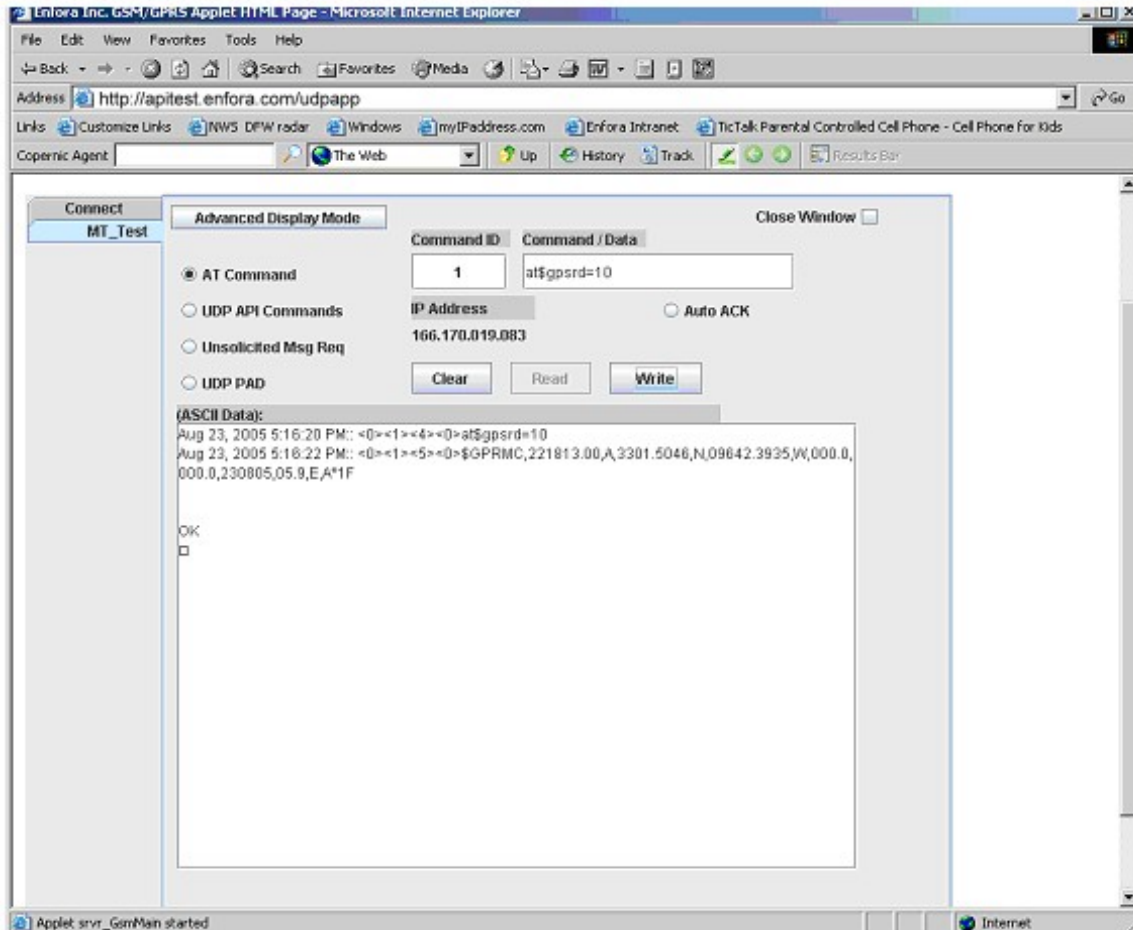 Enfora Inc. GSM/GPRS Applet HTML Page - Microsoft Internet Explorer
File Edit View Favorites Tools Help
Back Search Favorites Media
Address http://apitest.enfora.com/udpapp Go
Links Customize Links NWS DFW radar Windows myIPaddress.com Enfora Intranet TicTalk Parental Controlled Cell Phone - Cell Phone for Kids
Copernic Agent The Web Up History Track Results Bar
Connect
MT_Test
Advanced Display Mode Close Window
Command ID Command / Data
AT Command 1 at$gpsrd=10
UDP API Commands IP Address Auto ACK
166.170.019.083
Unsolicited Msg Req
UDP PAD Clear Read Write
(ASCII Data):
Aug 23, 2005 5:16:20 PM:: <0><1><4><0>at$gpsrd=10
Aug 23, 2005 5:16:22 PM:: <0><1><5><0>$GPRMC,221813.00,A,3301.5046,N,09642.3935,W,000.0,
000.0,230805,05.9,E,A*1F
OK
Applet srvr_GsmMain started Internet